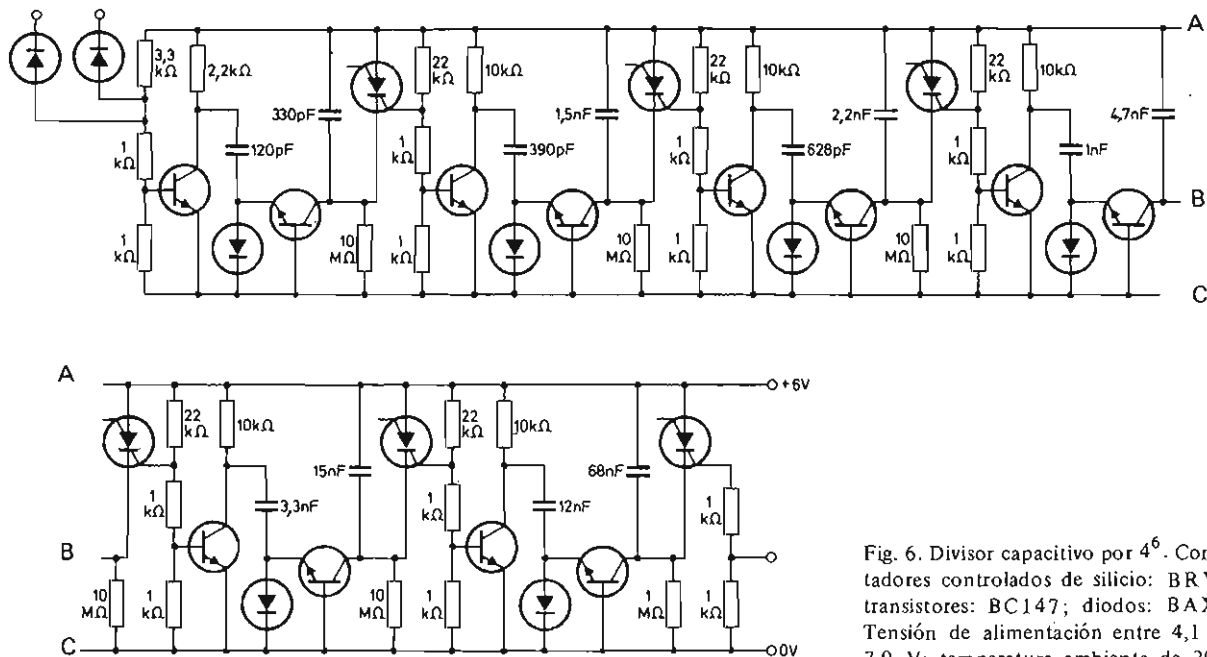 A
3,3
kΩ
2,2kΩ
22
kΩ
10kΩ
22
kΩ
10kΩ
22
kΩ
10kΩ
330pF
1,5nF
2,2nF
4,7nF
1
kΩ
120pF
1
kΩ
390pF
1
kΩ
628pF
1
kΩ
1nF
B
1
kΩ
10
MΩ
1
kΩ
10
MΩ
1
kΩ
10
MΩ
1
kΩ
C
A
+6V
22
kΩ
10kΩ
22
kΩ
10kΩ
15nF
68nF
1
kΩ
3,3nF
1
kΩ
12nF
1
kΩ
B
10
MΩ
1
kΩ
10
MΩ
1
kΩ
1
MΩ
1
kΩ
C
0V
Fig. 6. Divisor capacitivo por 4⁶. Con
tadores controlados de silicio: BRY
transistores: BC147; diodos: BAX
Tensión de alimentación entre 4,1